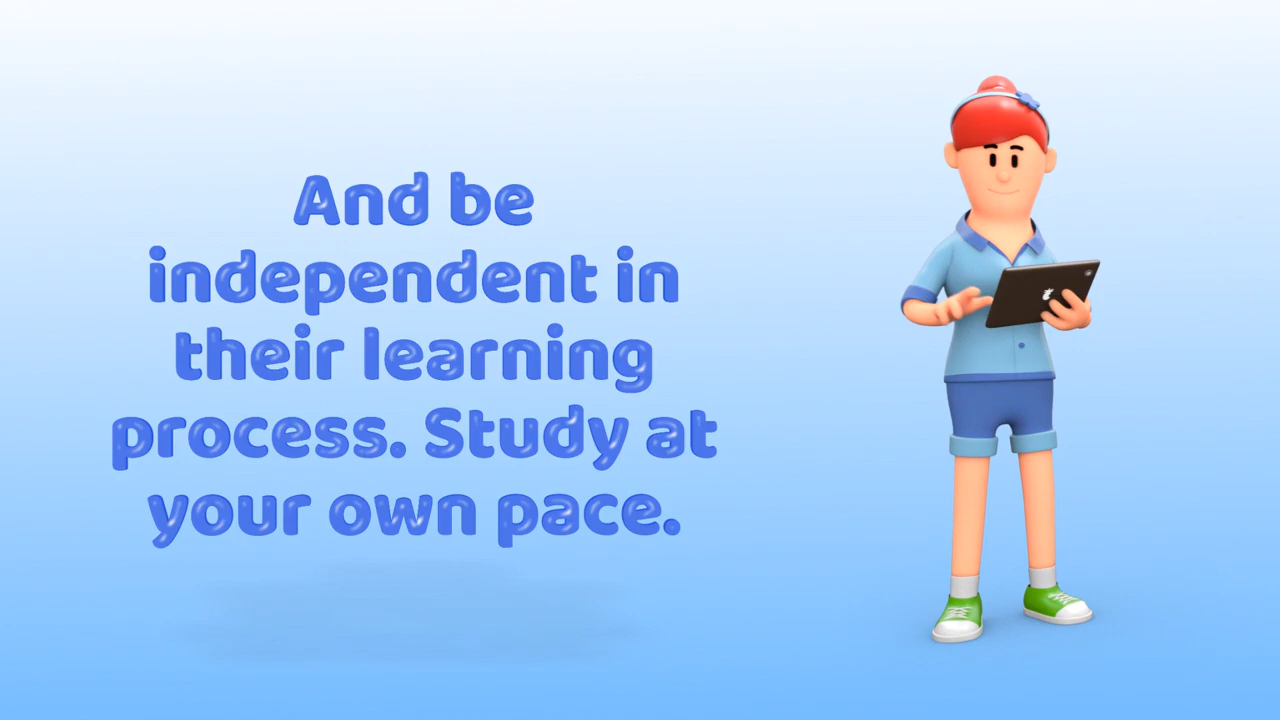 And be
independent in
their learning
process. Study at
your own pace.